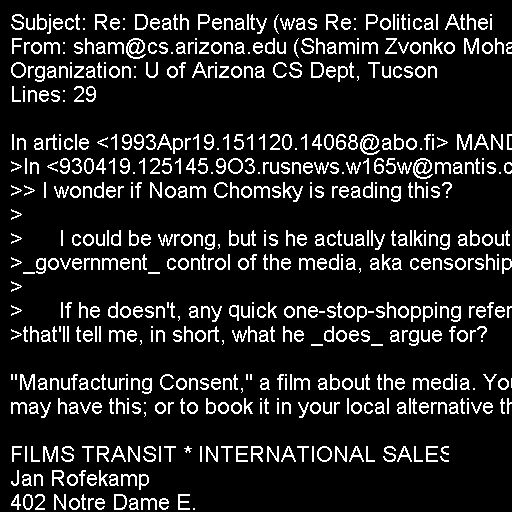 Subject: Re: Death Penalty (was Re: Political Athei
From: sham@cs.arizona.edu (Shamim Zvonko Moha
Organization: U of Arizona CS Dept, Tucson
Lines: 29

In article <1993Apr19.151120.14068@abo.fi> MAND
>In <930419.125145.9O3.rusnews.w165w@mantis.c
>> I wonder if Noam Chomsky is reading this?
>
>      I could be wrong, but is he actually talking about
>_government_ control of the media, aka censorship
>
>      If he doesn't, any quick one-stop-shopping refer
>that'll tell me, in short, what he _does_ argue for?

"Manufacturing Consent," a film about the media. You
may have this; or to book it in your local alternative th

FILMS TRANSIT * INTERNATIONAL SALES
Jan Rofekamp
402 Notre Dame E.